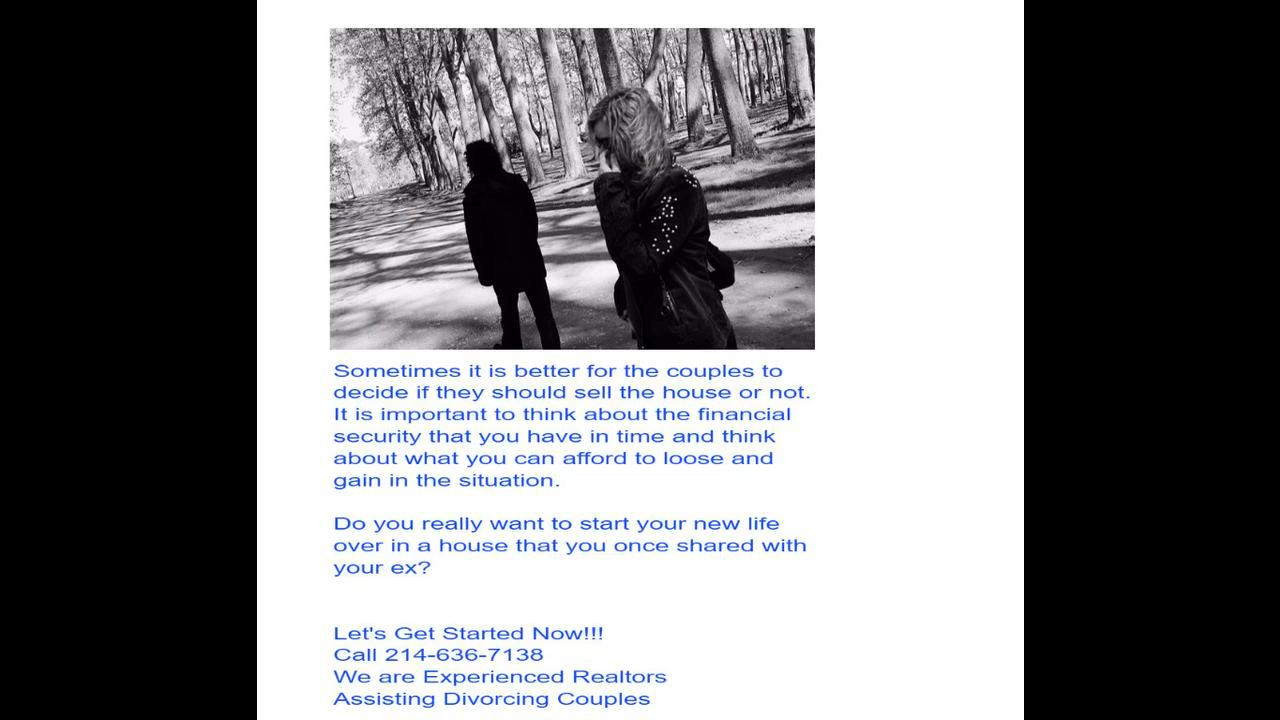 Sometimes it is better for the couples to
decide if they should sell the house or not.
It is important to think about the financial
security that you have in time and think
about what you can afford to loose and
gain in the situation.
Do you really want to start your new life
over in a house that you once shared with
your ex?
Let's Get Started Now!!!
Call 214-636-7138
We are Experienced Realtors
Assisting Divorcing Couples